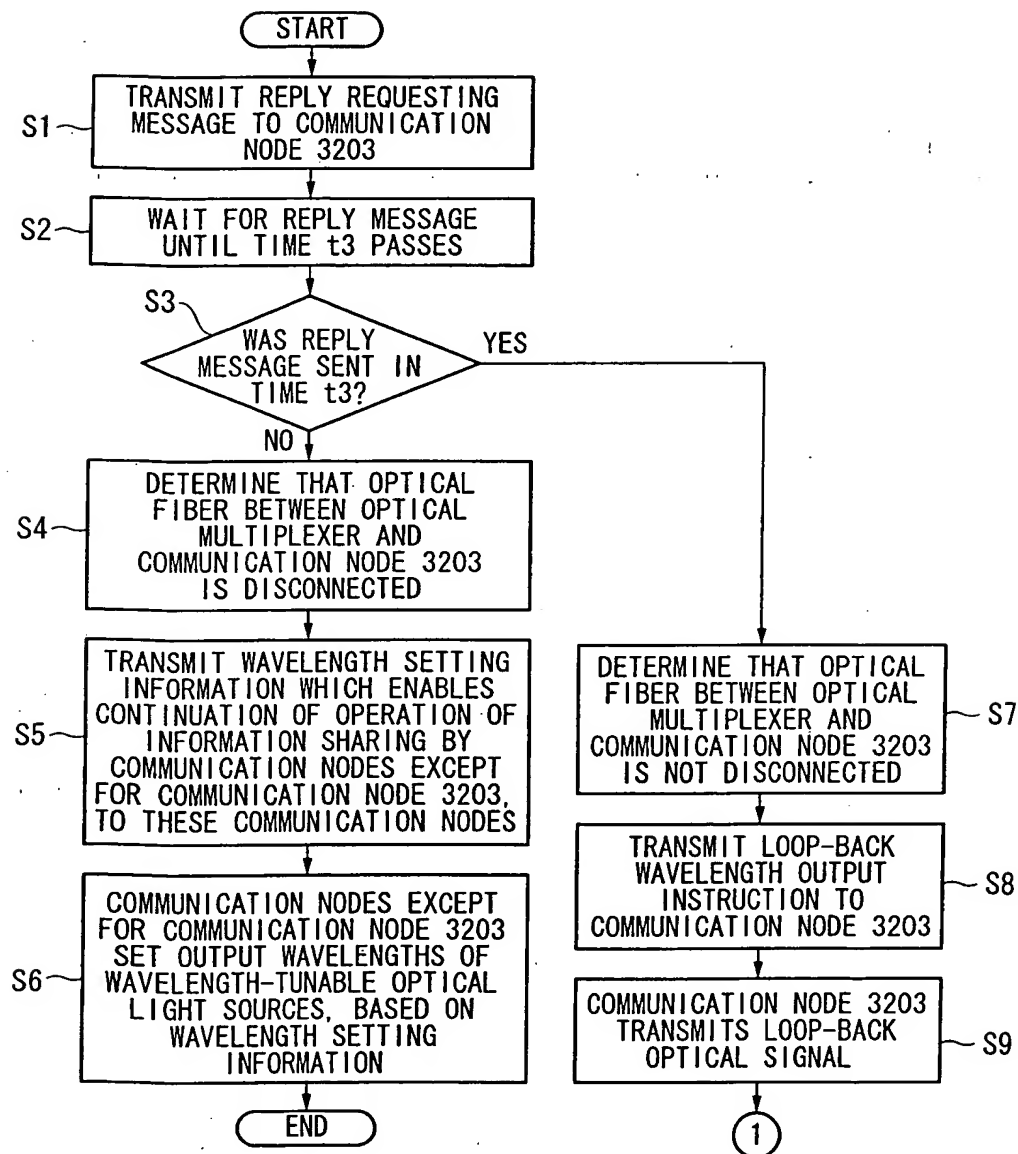 START
S1
TRANSMIT REPLY REQUESTING
MESSAGE TO COMMUNICATION
NODE 3203
S2
WAIT FOR REPLY MESSAGE
UNTIL TIME t3 PASSES
S3
WAS REPLY
MESSAGE SENT IN
TIME t3?
YES
NO
S4
DETERMINE THAT OPTICAL
FIBER BETWEEN OPTICAL
MULTIPLEXER AND
COMMUNICATION NODE 3203
IS DISCONNECTED
S5
TRANSMIT WAVELENGTH SETTING
INFORMATION WHICH ENABLES
CONTINUATION OF OPERATION OF
INFORMATION SHARING BY
COMMUNICATION NODES EXCEPT
FOR COMMUNICATION NODE 3203,
TO THESE COMMUNICATION NODES
S6
COMMUNICATION NODES EXCEPT
FOR COMMUNICATION NODE 3203
SET OUTPUT WAVELENGTHS OF
WAVELENGTH-TUNABLE OPTICAL
LIGHT SOURCES, BASED ON
WAVELENGTH SETTING
INFORMATION
END
DETERMINE THAT OPTICAL
FIBER BETWEEN OPTICAL
MULTIPLEXER AND
COMMUNICATION NODE 3203
IS NOT DISCONNECTED
S7
TRANSMIT LOOP-BACK
WAVELENGTH OUTPUT
INSTRUCTION TO
COMMUNICATION NODE 3203
S8
COMMUNICATION NODE 3203
TRANSMITS LOOP-BACK
OPTICAL SIGNAL
S9
1